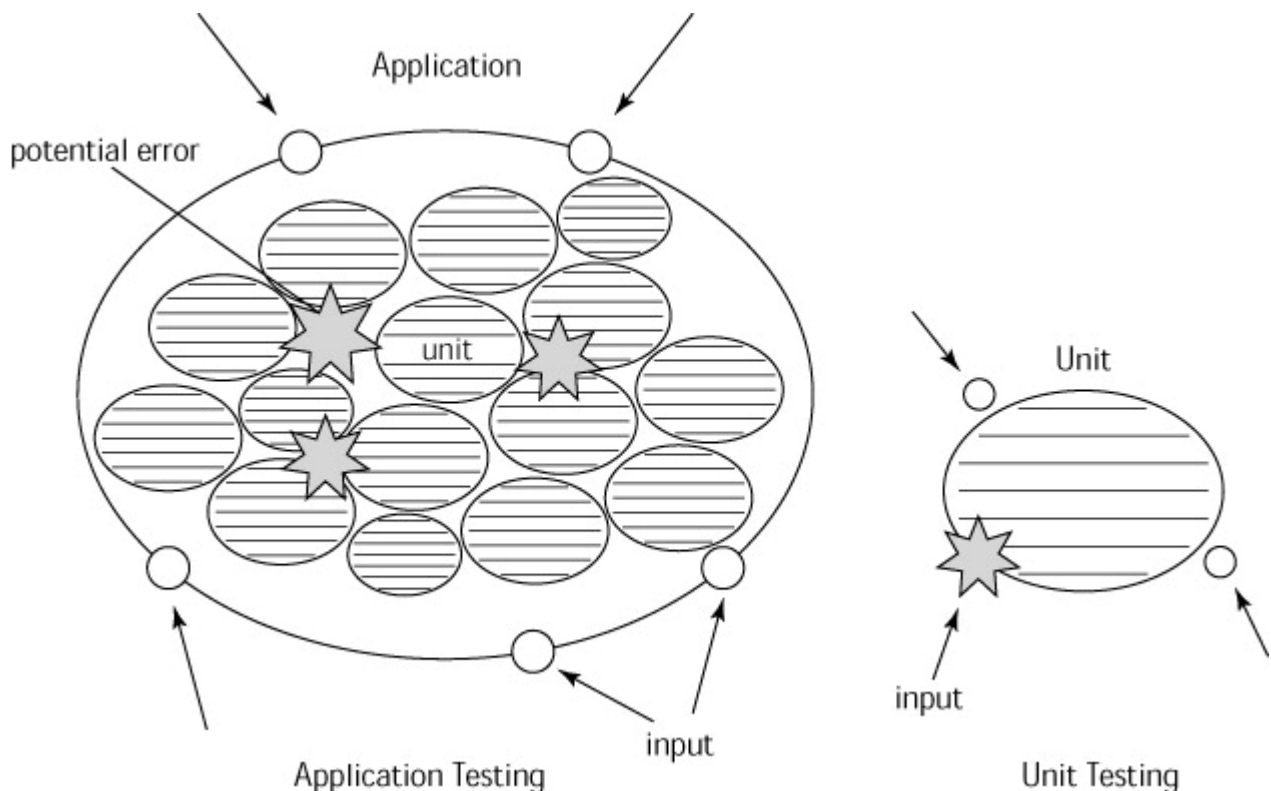 Application
potential error
unit
Unit
input
input
Application Testing
Unit Testing